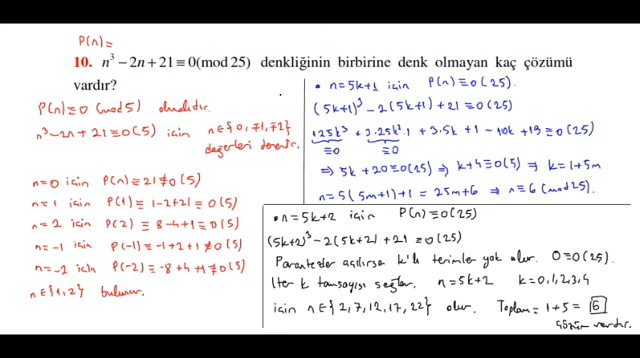 P(n) =
10. n³ − 2n + 21 ≡ 0(mod 25) denkliğinin birbirine denk olmayan kaç çözümü
vardır?
P(n) ≡ 0 (mod 5) olmalıdır.
n³ − 2n + 21 ≡ 0(5) için n ∈ {0, ∓1, ∓2}
değerleri denenir.
n = 0 için P(n) ≡ 21 ≢ 0(5)
n = 1 için P(1) ≡ 1 − 2 + 21 ≡ 0(5)
n = 2 için P(2) ≡ 8 − 4 + 1 ≡ 0(5)
n = −1 için P(−1) ≡ −1 + 2 + 1 ≢ 0(5)
n = −2 için P(−2) ≡ −8 + 4 + 1 ≢ 0(5)
n ∈ {1, 2} bulunur.
• n = 5k+1 için P(n) ≡ 0(25).
(5k+1)³ − 2(5k+1) + 21 ≡ 0(25)
125k³ + 3.25k².1 + 3.5k + 1 − 10k + 19 ≡ 0(25)
≡0 ≡0
⇒ 5k + 20 ≡ 0(25) ⇒ k + 4 ≡ 0(5) ⇒ k = 1 + 5m
n = 5(5m+1) + 1 = 25m + 6 ⇒ n ≡ 6 (mod 25).
• n = 5k+2 için P(n) ≡ 0(25)
(5k+2)³ − 2(5k+2) + 21 ≡ 0(25)
Parantezler açılırsa k'lı terimler yok olur. 0 ≡ 0(25).
Her k tamsayısı sağlar. n = 5k+2 k = 0,1,2,3,4
için n ∈ {2, 7, 12, 17, 22} olur. Toplam = 1 + 5 = 6
çözüm vardır.